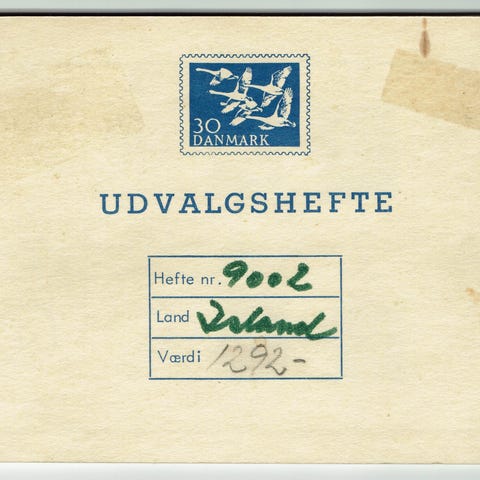 30
DANMARK
UDVALGSHEFTE
Hefte nr. 9002
Land Island
Værdi 1292-